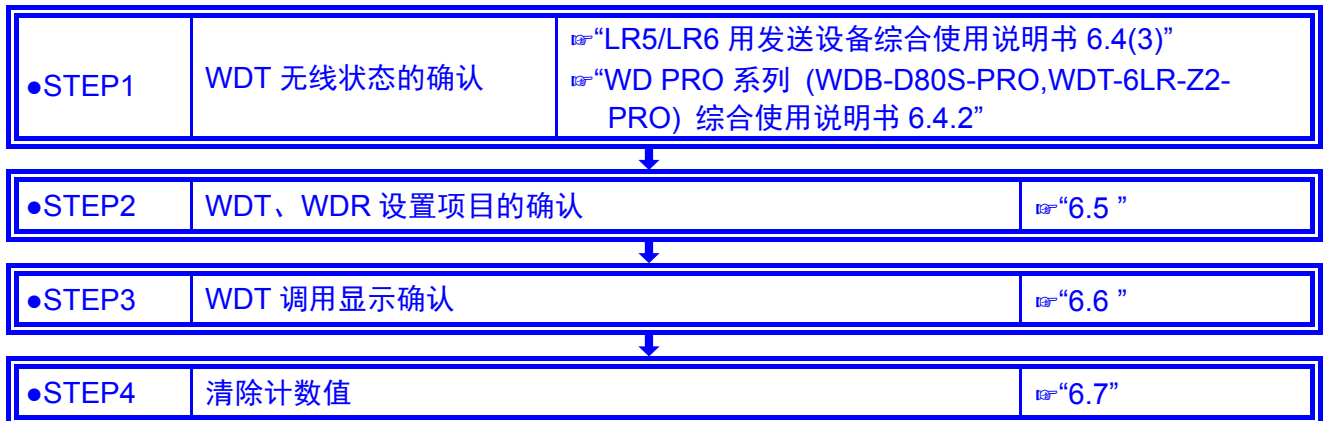 ●STEP1 WDT 无线状态的确认 ☞“LR5/LR6 用发送设备综合使用说明书 6.4(3)”
☞“WD PRO 系列 (WDB-D80S-PRO,WDT-6LR-Z2-
PRO) 综合使用说明书 6.4.2”
●STEP2 WDT、WDR 设置项目的确认 ☞“6.5 ”
●STEP3 WDT 调用显示确认 ☞“6.6 ”
●STEP4 清除计数值 ☞“6.7”